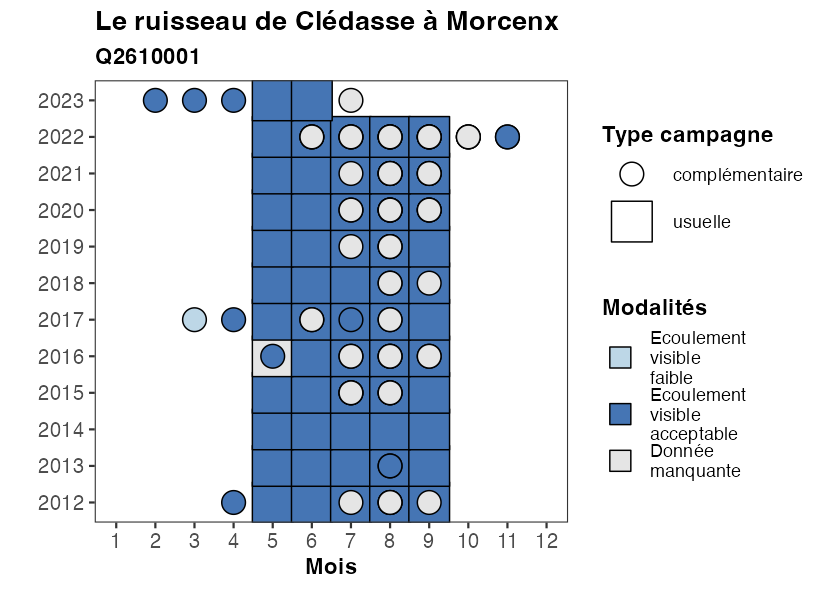 Le ruisseau de Clédasse à Morcenx
Q2610001
2023
2022
2021
2020
2019
2018
2017
2016
2015
2014
2013
2012
1 2 3 4 5 6 7 8 9 10 11 12
Mois
Type campagne
complémentaire
usuelle
Modalités
Ecoulement
visible
faible
Ecoulement
visible
acceptable
Donnée
manquante